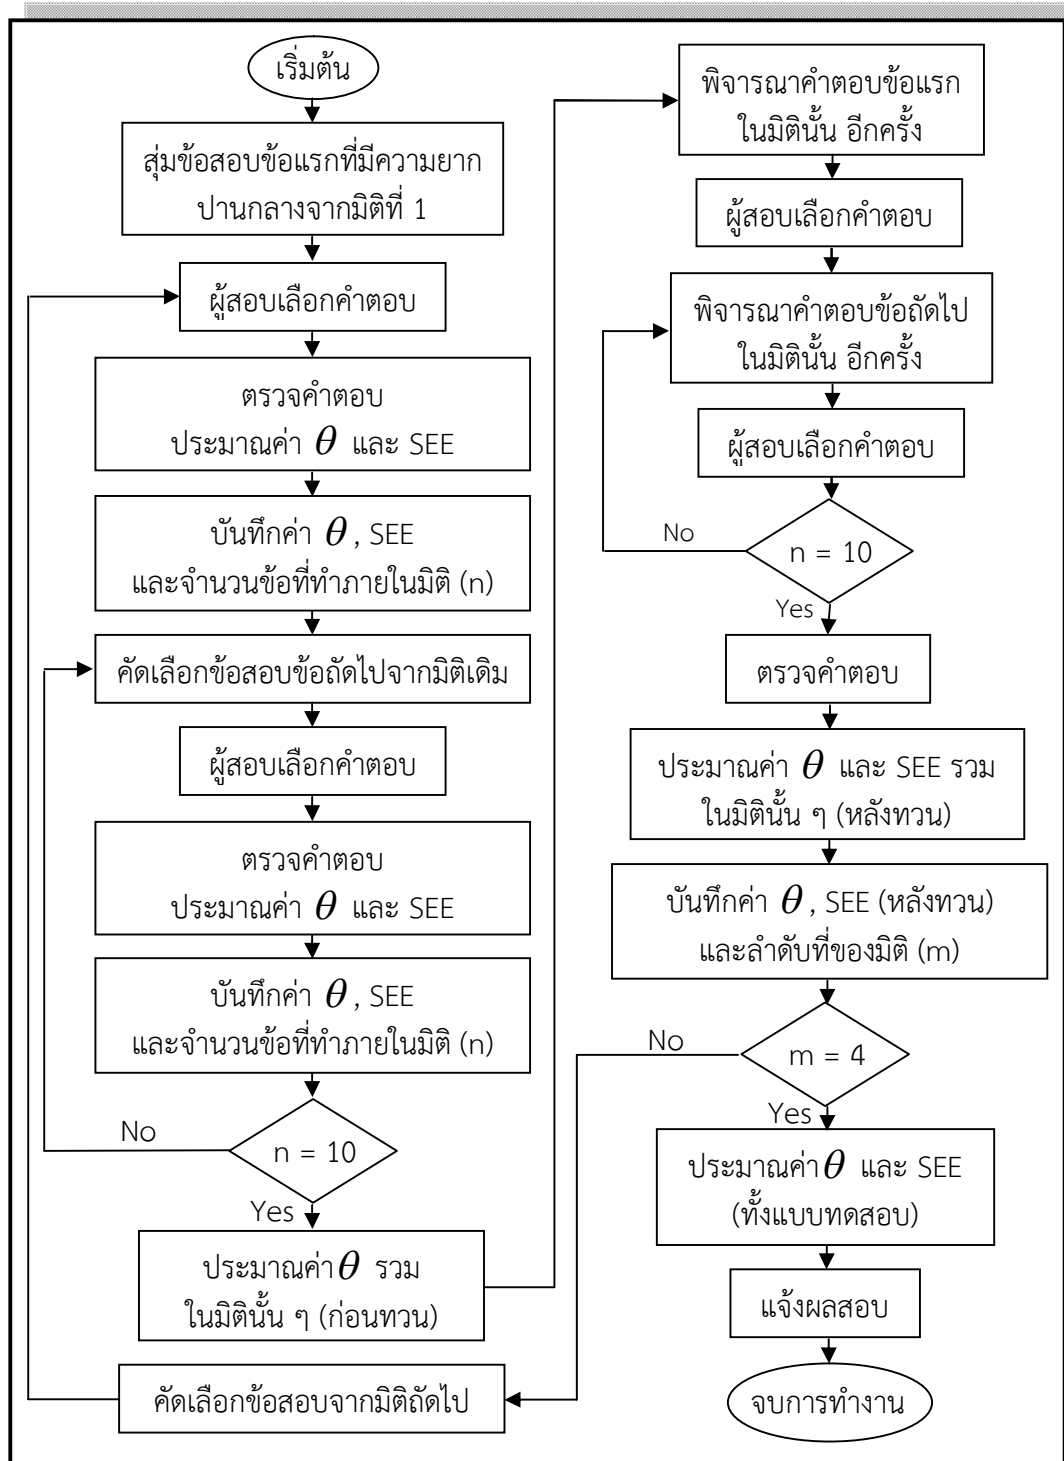 เริ่มต้น
สุ่มข้อสอบข้อแรกที่มีความยาก
ปานกลางจากมิติที่ 1
ผู้สอบเลือกคำตอบ
ตรวจคำตอบ
ประมาณค่า θ และ SEE
บันทึกค่า θ , SEE
และจำนวนข้อที่ทำภายในมิติ (n)
คัดเลือกข้อสอบข้อถัดไปจากมิติเดิม
ผู้สอบเลือกคำตอบ
ตรวจคำตอบ
ประมาณค่า θ และ SEE
บันทึกค่า θ , SEE
และจำนวนข้อที่ทำภายในมิติ (n)
No
n = 10
Yes
ประมาณค่า θ รวม
ในมิตินั้น ๆ (ก่อนทวน)
คัดเลือกข้อสอบจากมิติถัดไป
พิจารณาคำตอบข้อแรก
ในมิตินั้น อีกครั้ง
ผู้สอบเลือกคำตอบ
พิจารณาคำตอบข้อถัดไป
ในมิตินั้น อีกครั้ง
ผู้สอบเลือกคำตอบ
No
n = 10
Yes
ตรวจคำตอบ
ประมาณค่า θ และ SEE รวม
ในมิตินั้น ๆ (หลังทวน)
บันทึกค่า θ , SEE (หลังทวน)
และลำดับที่ของมิติ (m)
No
m = 4
Yes
ประมาณค่า θ และ SEE
(ทั้งแบบทดสอบ)
แจ้งผลสอบ
จบการทำงาน